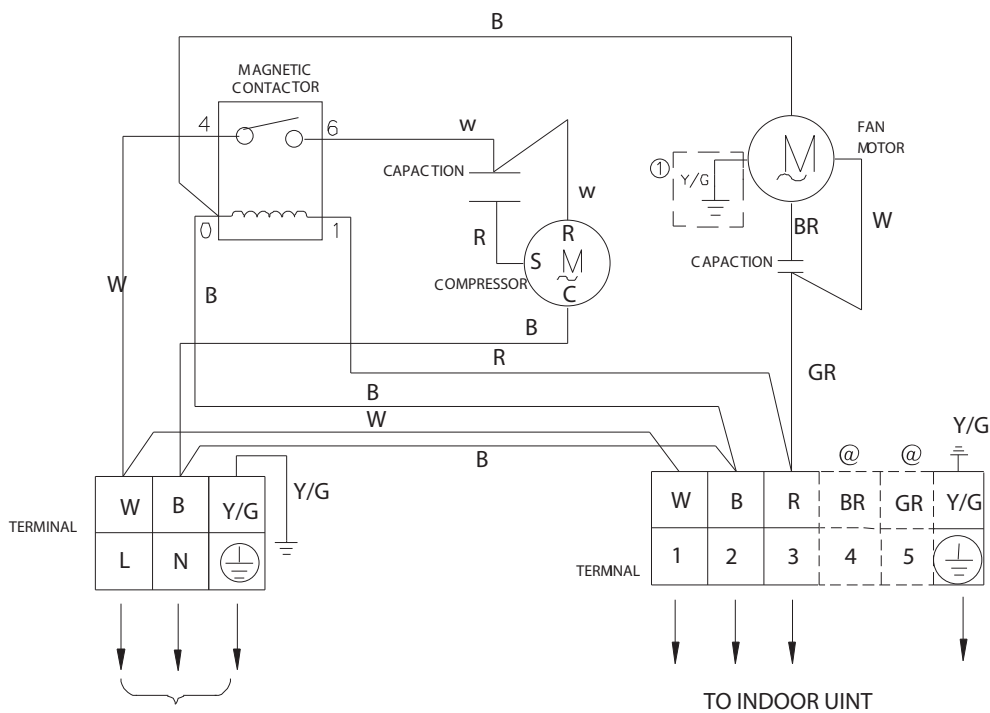 B
MAGNETIC
CONTACTOR
4
6
w
FAN
MOTOR
M
1
Y/G
CAPACTION
w
0
1
R
R
BR
W
S
M
C
CAPACTION
COMPRESSOR
W
B
B
R
GR
B
W
B
Y/G
@
@
Y/G
TERMINAL
W
B
Y/G
L
N
W
B
R
BR
GR
Y/G
TERMNAL
1
2
3
4
5
TO INDOOR UINT